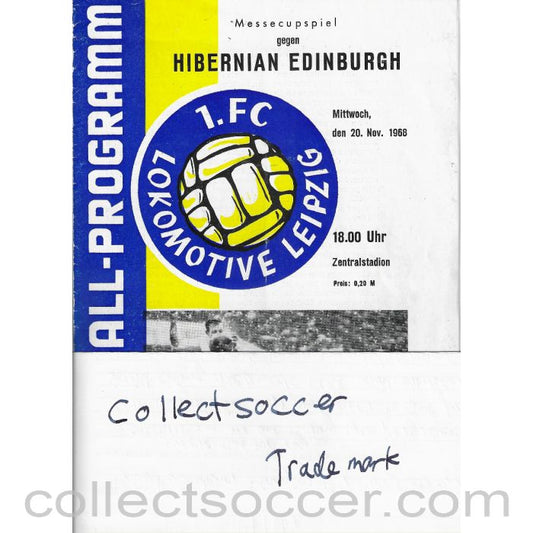 ALL-PROGRAMM
Messecupspiel
gegen
HIBERNIAN EDINBURGH
1.FC
LOKOMOTIVE LEIPZIG
Mittwoch,
den 20. Nov. 1968
18.00 Uhr
Zentralstadion
Preis: 0,20 M
collectsoccer
Trade mark
collectsoccer.com